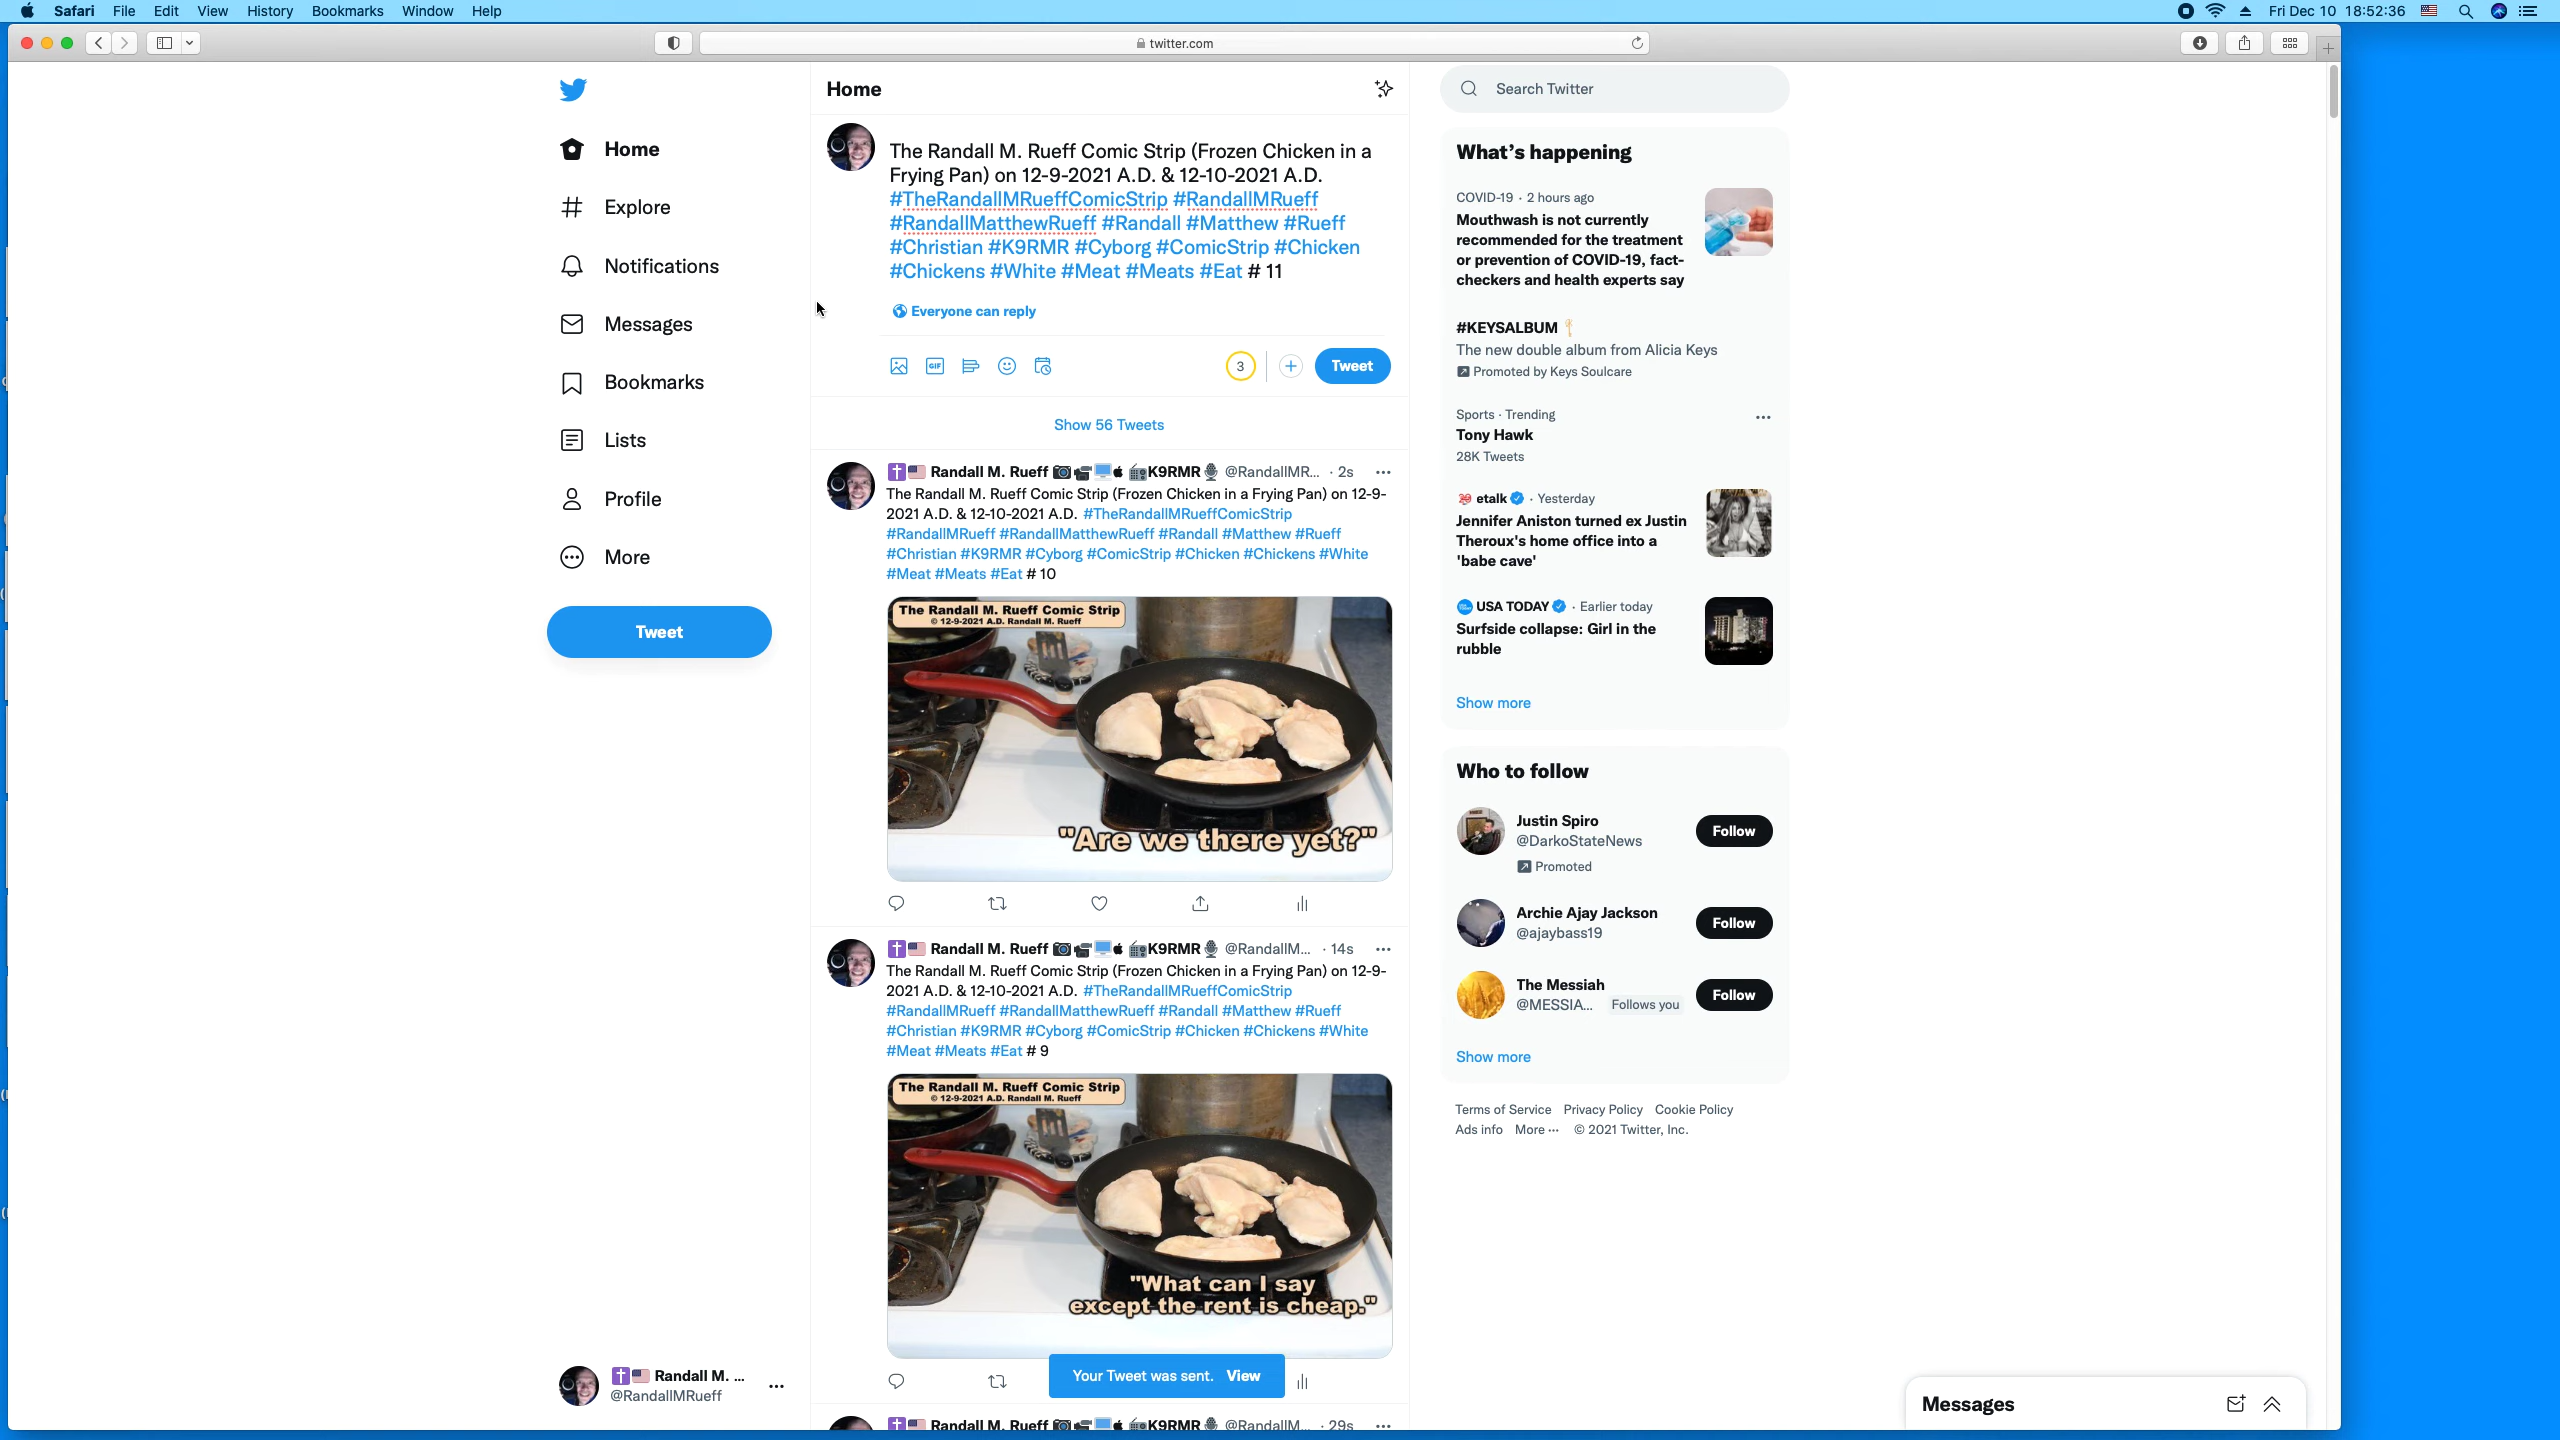 Safari File Edit View History Bookmarks Window Help
Fri Dec 10 18:52:36
twitter.com
Home
Explore
Notifications
Messages
Bookmarks
Lists
Profile
More
Tweet
Randall M. ...
@RandallMRueff
Home
The Randall M. Rueff Comic Strip (Frozen Chicken in a
Frying Pan) on 12-9-2021 A.D. & 12-10-2021 A.D.
#TheRandallMRueffComicStrip #RandallMRueff
#RandallMatthewRueff #Randall #Matthew #Rueff
#Christian #K9RMR #Cyborg #ComicStrip #Chicken
#Chickens #White #Meat #Meats #Eat # 11
Everyone can reply
GIF
3
Tweet
Show 56 Tweets
Randall M. Rueff K9RMR @RandallMR... · 2s
The Randall M. Rueff Comic Strip (Frozen Chicken in a Frying Pan) on 12-9-
2021 A.D. & 12-10-2021 A.D. #TheRandallMRueffComicStrip
#RandallMRueff #RandallMatthewRueff #Randall #Matthew #Rueff
#Christian #K9RMR #Cyborg #ComicStrip #Chicken #Chickens #White
#Meat #Meats #Eat # 10
The Randall M. Rueff Comic Strip
© 12-9-2021 A.D. Randall M. Rueff
"Are we there yet?"
Randall M. Rueff K9RMR @RandallM... · 14s
The Randall M. Rueff Comic Strip (Frozen Chicken in a Frying Pan) on 12-9-
2021 A.D. & 12-10-2021 A.D. #TheRandallMRueffComicStrip
#RandallMRueff #RandallMatthewRueff #Randall #Matthew #Rueff
#Christian #K9RMR #Cyborg #ComicStrip #Chicken #Chickens #White
#Meat #Meats #Eat # 9
The Randall M. Rueff Comic Strip
© 12-9-2021 A.D. Randall M. Rueff
"What can I say
except the rent is cheap."
Your Tweet was sent. View
Randall M. Rueff K9RMR @RandallM... · 29s
Search Twitter
What's happening
COVID-19 · 2 hours ago
Mouthwash is not currently
recommended for the treatment
or prevention of COVID-19, fact-
checkers and health experts say
#KEYSALBUM
The new double album from Alicia Keys
Promoted by Keys Soulcare
Sports · Trending
Tony Hawk
28K Tweets
etalk · Yesterday
Jennifer Aniston turned ex Justin
Theroux's home office into a
'babe cave'
USA TODAY · Earlier today
Surfside collapse: Girl in the
rubble
Show more
Who to follow
Justin Spiro
@DarkoStateNews
Follow
Promoted
Archie Ajay Jackson
@ajaybass19
Follow
The Messiah
@MESSIA... Follows you
Follow
Show more
Terms of Service Privacy Policy Cookie Policy
Ads info More ··· © 2021 Twitter, Inc.
Messages